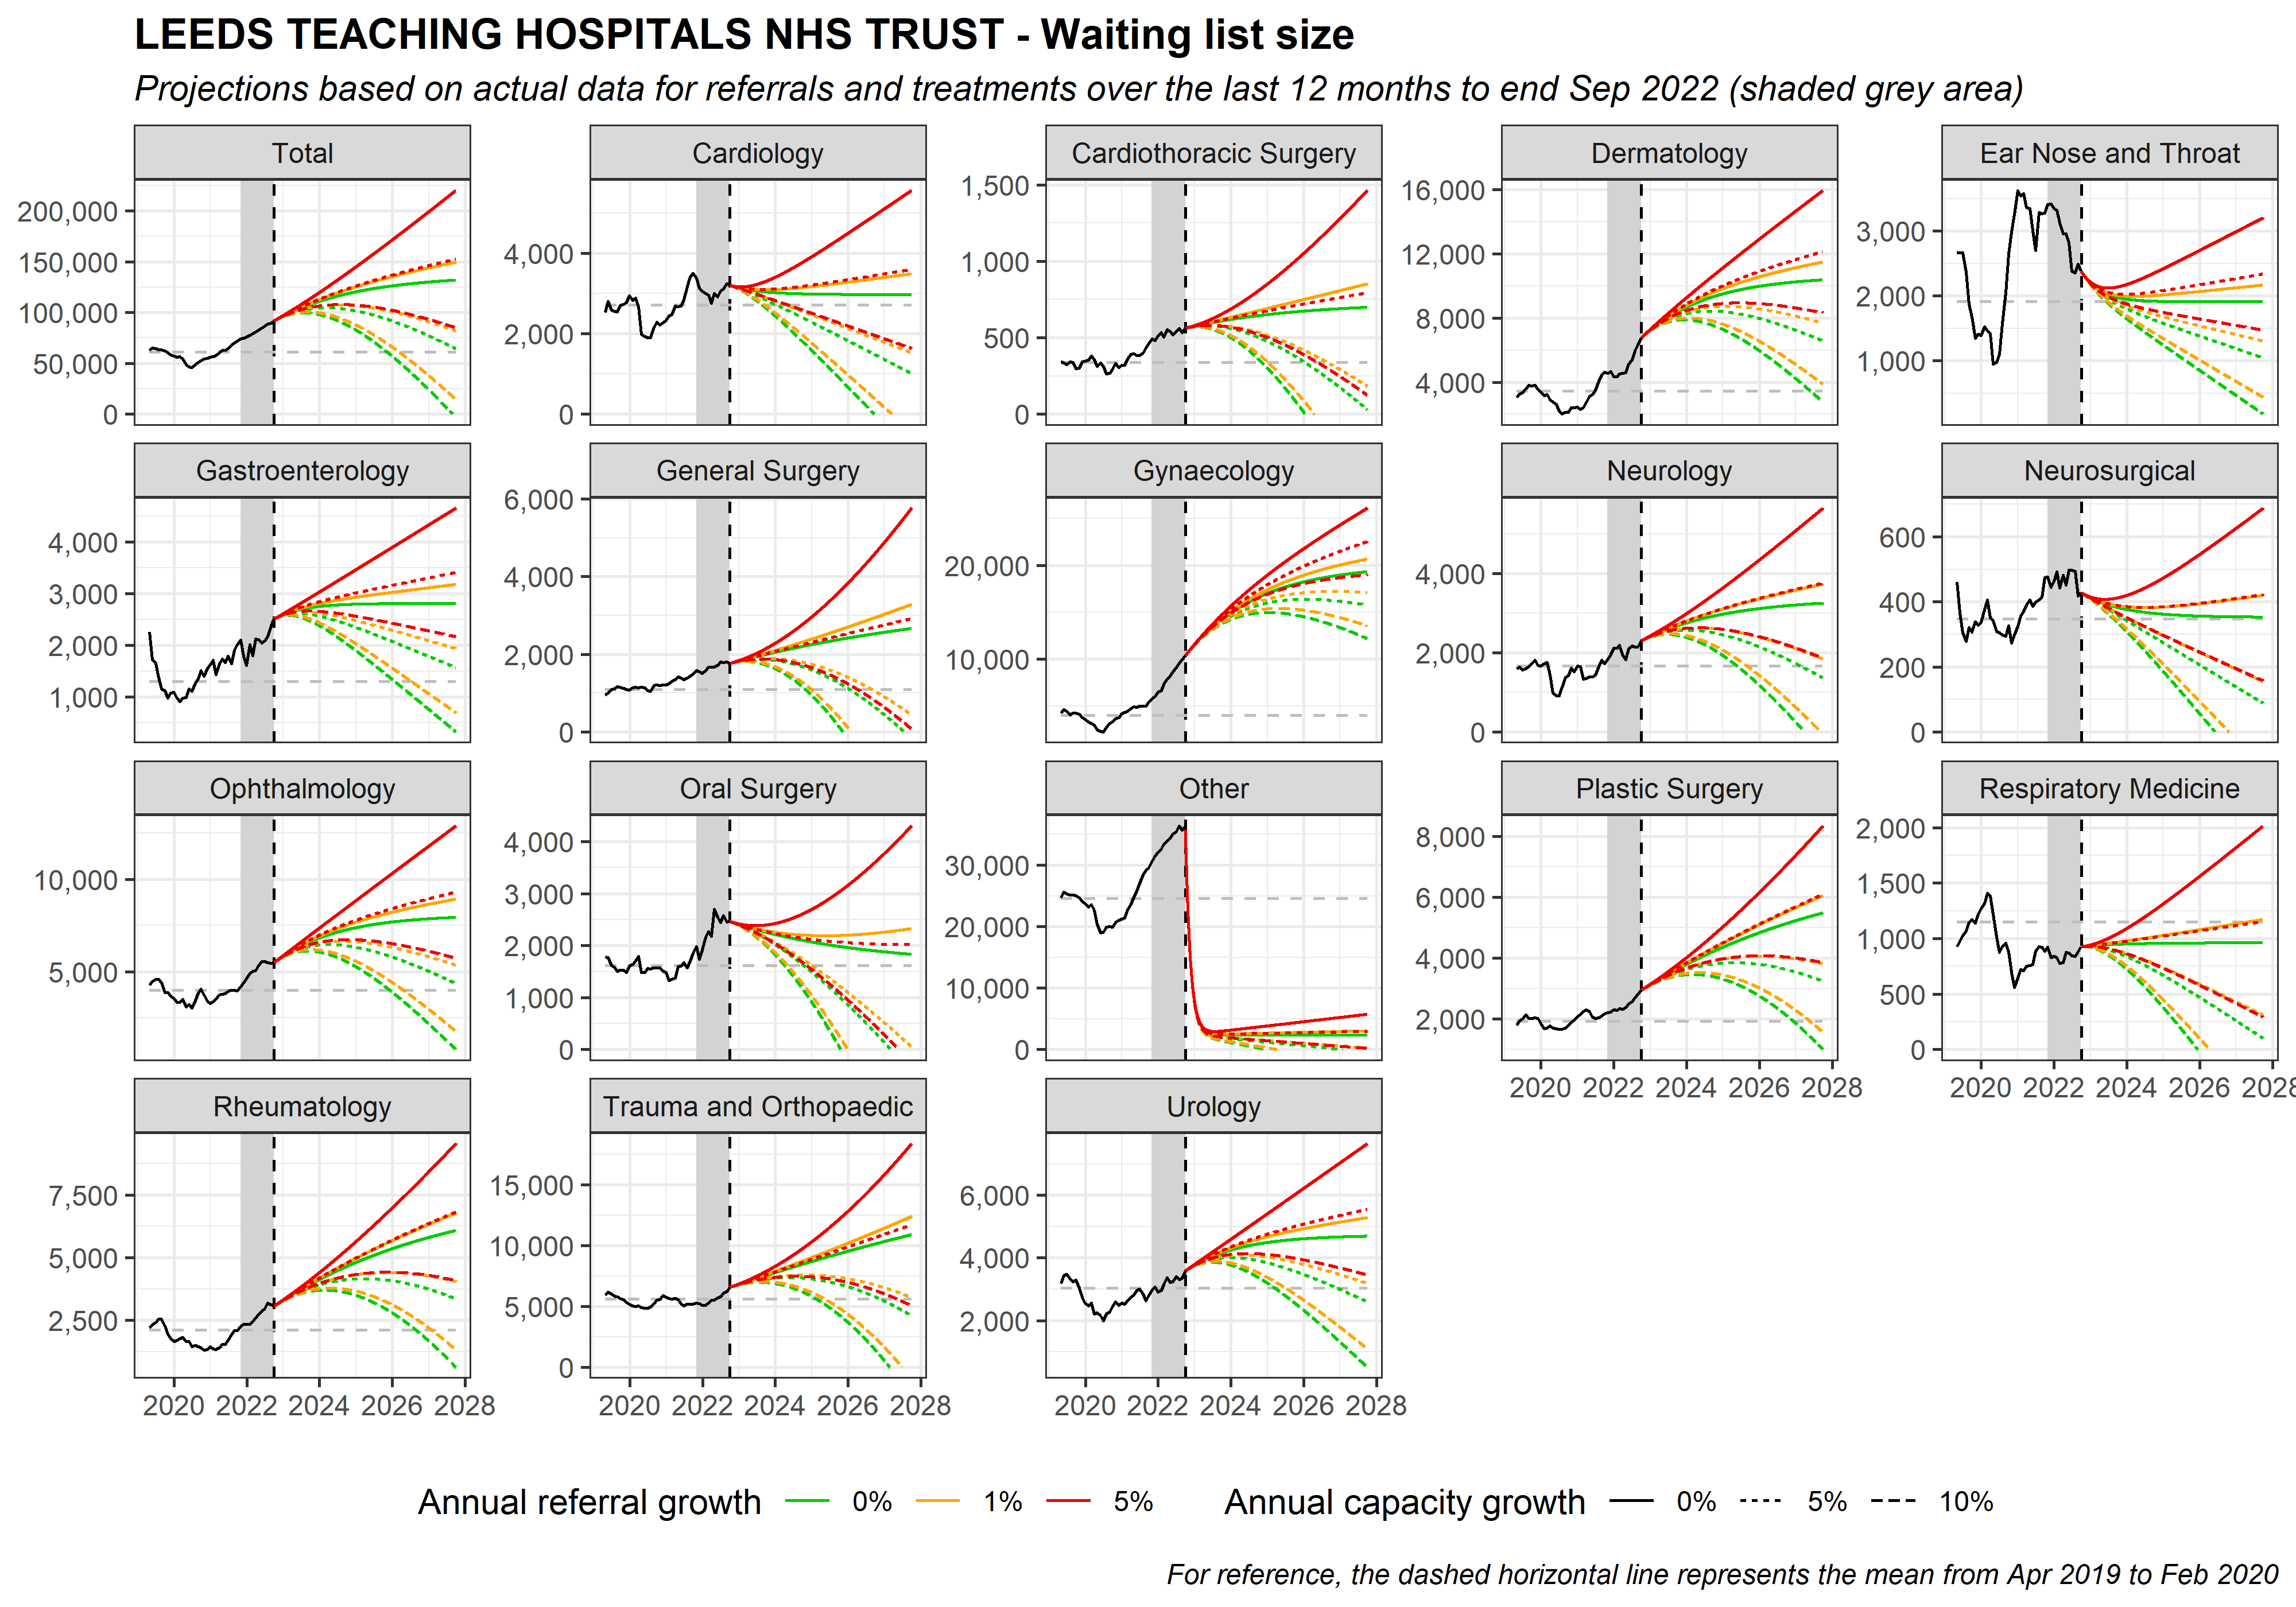 LEEDS TEACHING HOSPITALS NHS TRUST - Waiting list size
Projections based on actual data for referrals and treatments over the last 12 months to end Sep 2022 (shaded grey area)
Total
200,000
150,000
100,000
50,000
0
Cardiology
4,000
2,000
0
Cardiothoracic Surgery
1,500
1,000
500
0
Dermatology
16,000
12,000
8,000
4,000
Ear Nose and Throat
3,000
2,000
1,000
Gastroenterology
4,000
3,000
2,000
1,000
General Surgery
6,000
4,000
2,000
0
Gynaecology
20,000
10,000
Neurology
4,000
2,000
0
Neurosurgical
600
400
200
0
Ophthalmology
10,000
5,000
Oral Surgery
4,000
3,000
2,000
1,000
0
Other
30,000
20,000
10,000
0
Plastic Surgery
8,000
6,000
4,000
2,000
2020 2022 2024 2026 2028
Respiratory Medicine
2,000
1,500
1,000
500
0
2020 2022 2024 2026 2028
Rheumatology
7,500
5,000
2,500
2020 2022 2024 2026 2028
Trauma and Orthopaedic
15,000
10,000
5,000
0
2020 2022 2024 2026 2028
Urology
6,000
4,000
2,000
2020 2022 2024 2026 2028
Annual referral growth 0% 1% 5% Annual capacity growth 0% 5% 10%
For reference, the dashed horizontal line represents the mean from Apr 2019 to Feb 2020